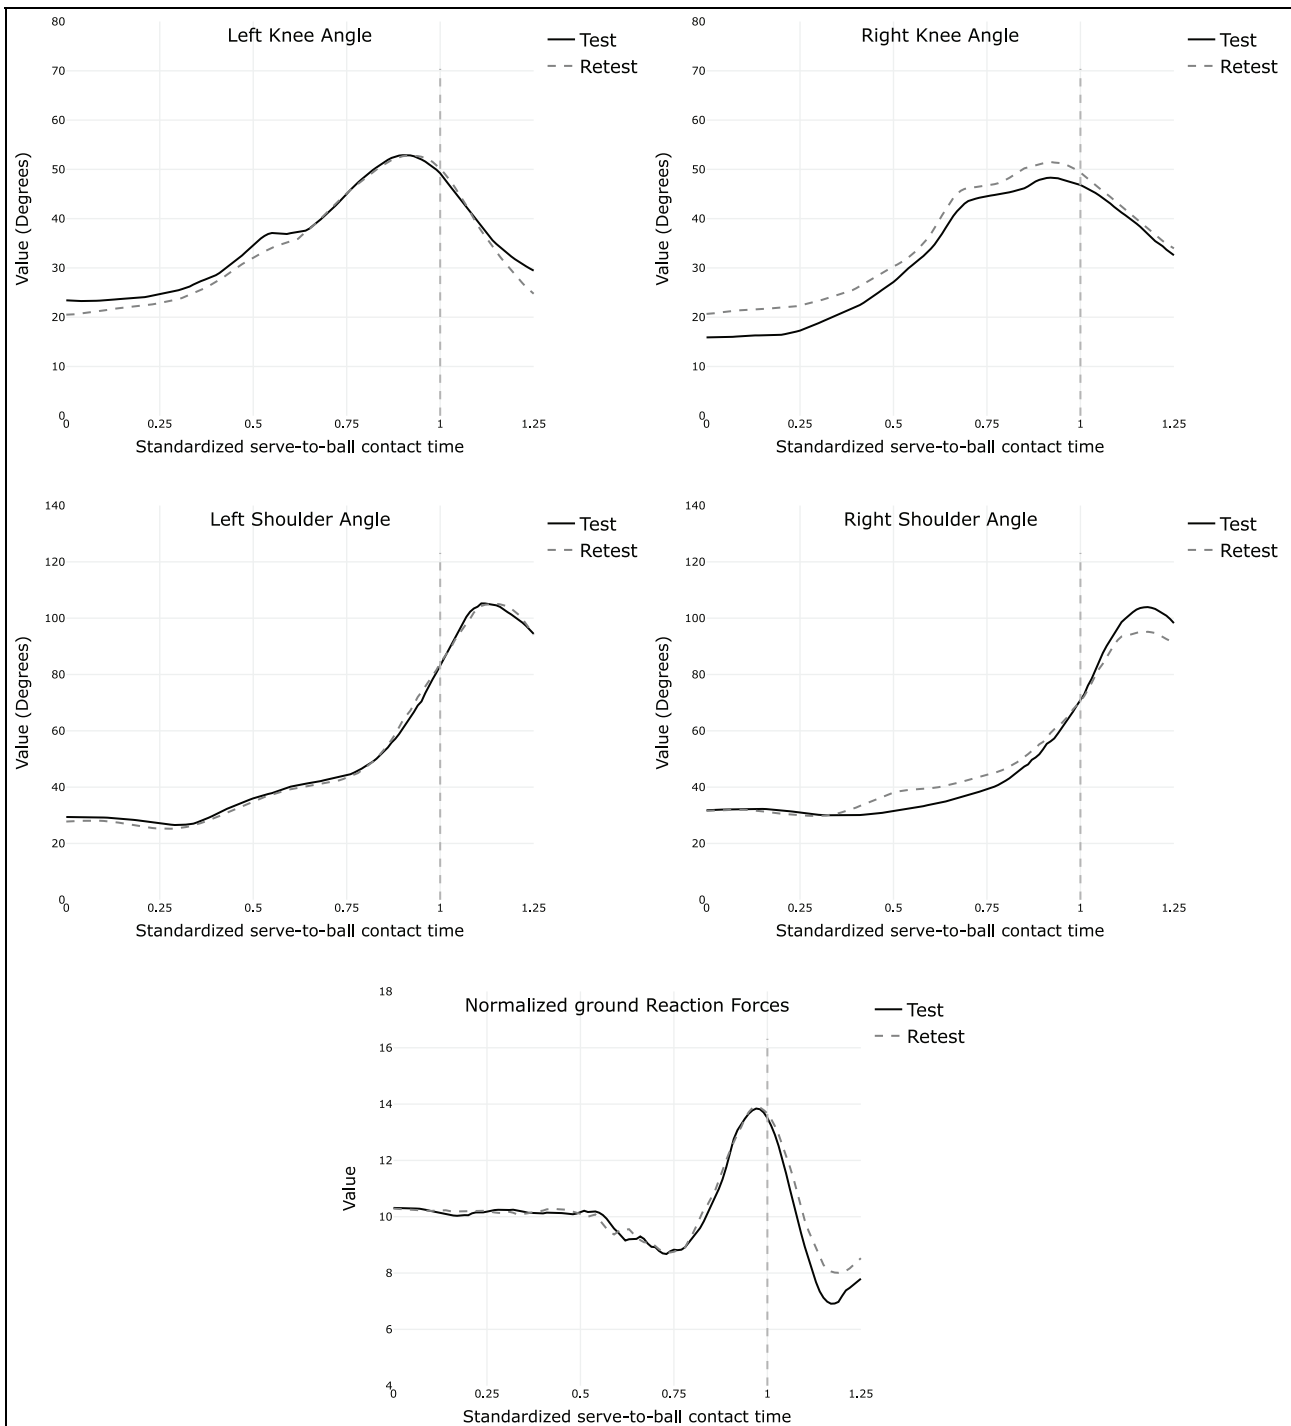 Left Knee Angle
Test
Retest
Value (Degrees)
80
70
60
50
40
30
20
10
0
0 0.25 0.5 0.75 1 1.25
Standardized serve-to-ball contact time
Right Knee Angle
Test
Retest
Value (Degrees)
80
70
60
50
40
30
20
10
0
0 0.25 0.5 0.75 1 1.25
Standardized serve-to-ball contact time
Left Shoulder Angle
Test
Retest
Value (Degrees)
140
120
100
80
60
40
20
0
0 0.25 0.5 0.75 1 1.25
Standardized serve-to-ball contact time
Right Shoulder Angle
Test
Retest
Value (Degrees)
140
120
100
80
60
40
20
0
0 0.25 0.5 0.75 1 1.25
Standardized serve-to-ball contact time
Normalized ground Reaction Forces
Test
Retest
Value
18
16
14
12
10
8
6
4
0 0.25 0.5 0.75 1 1.25
Standardized serve-to-ball contact time